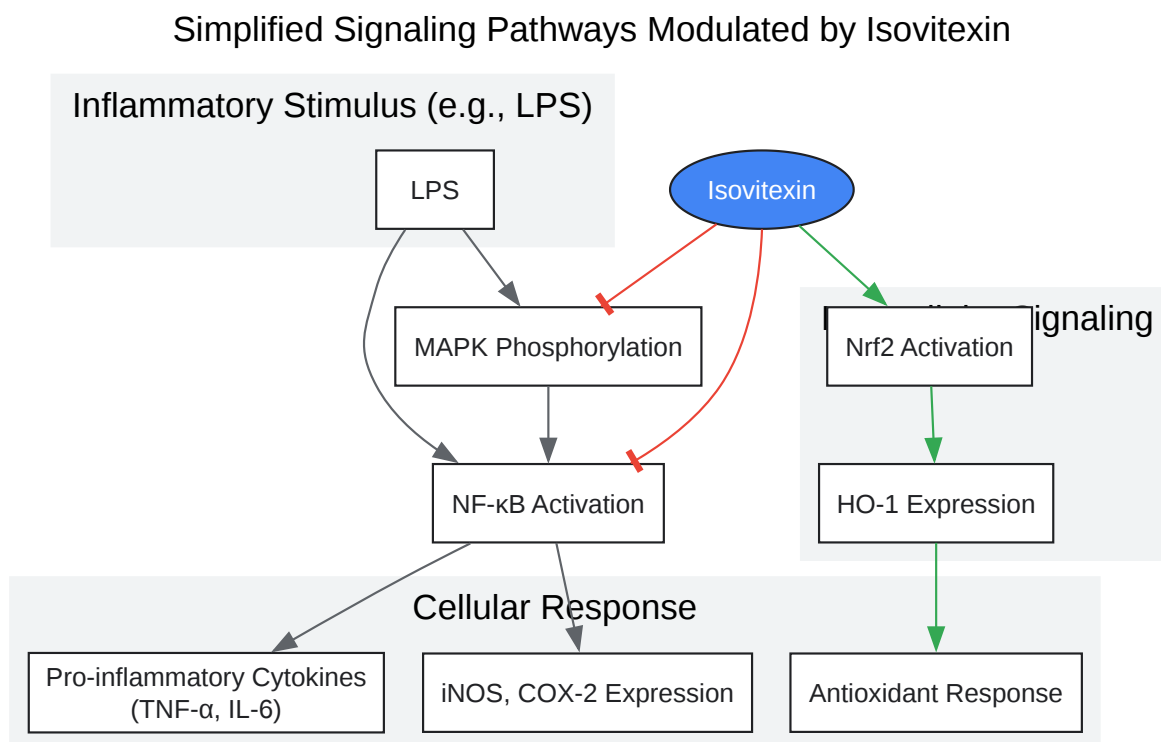 Simplified Signaling Pathways Modulated by Isovitexin
Inflammatory Stimulus (e.g., LPS)
LPS
Isovitexin
Signaling
MAPK Phosphorylation
Nrf2 Activation
NF-κB Activation
HO-1 Expression
Cellular Response
Pro-inflammatory Cytokines
(TNF-α, IL-6)
iNOS, COX-2 Expression
Antioxidant Response